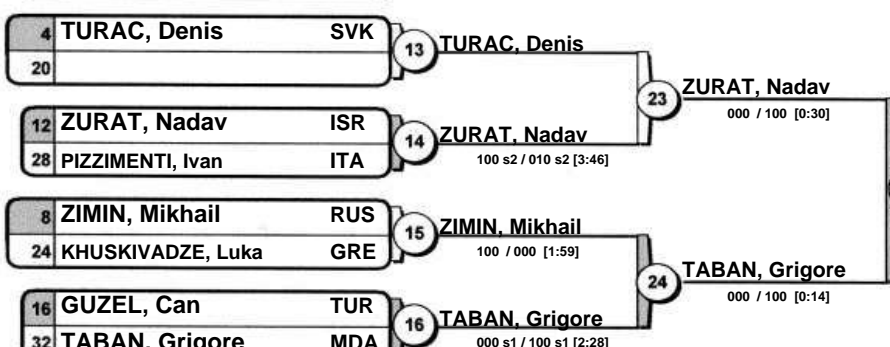 4 TURAC, Denis SVK
20
13 TURAC, Denis
23 ZURAT, Nadav
000 / 100 [0:30]
12 ZURAT, Nadav ISR
28 PIZZIMENTI, Ivan ITA
14 ZURAT, Nadav
100 s2 / 010 s2 [3:46]
8 ZIMIN, Mikhail RUS
24 KHUSKIVADZE, Luka GRE
15 ZIMIN, Mikhail
100 / 000 [1:59]
24 TABAN, Grigore
000 / 100 [0:14]
16 GUZEL, Can TUR
32 TABAN, Grigore MDA
16 TABAN, Grigore
000 s1 / 100 s1 [2:28]